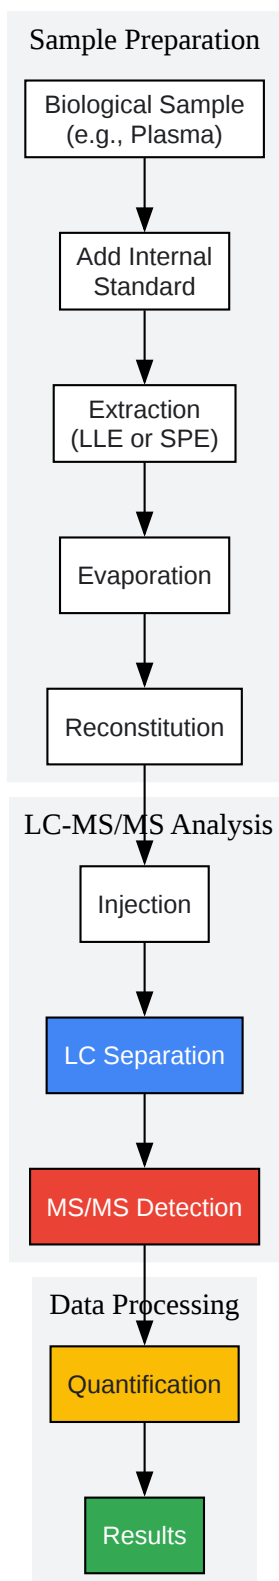 Sample Preparation
Biological Sample
(e.g., Plasma)
Add Internal
Standard
Extraction
(LLE or SPE)
Evaporation
Reconstitution
LC-MS/MS Analysis
Injection
LC Separation
MS/MS Detection
Data Processing
Quantification
Results